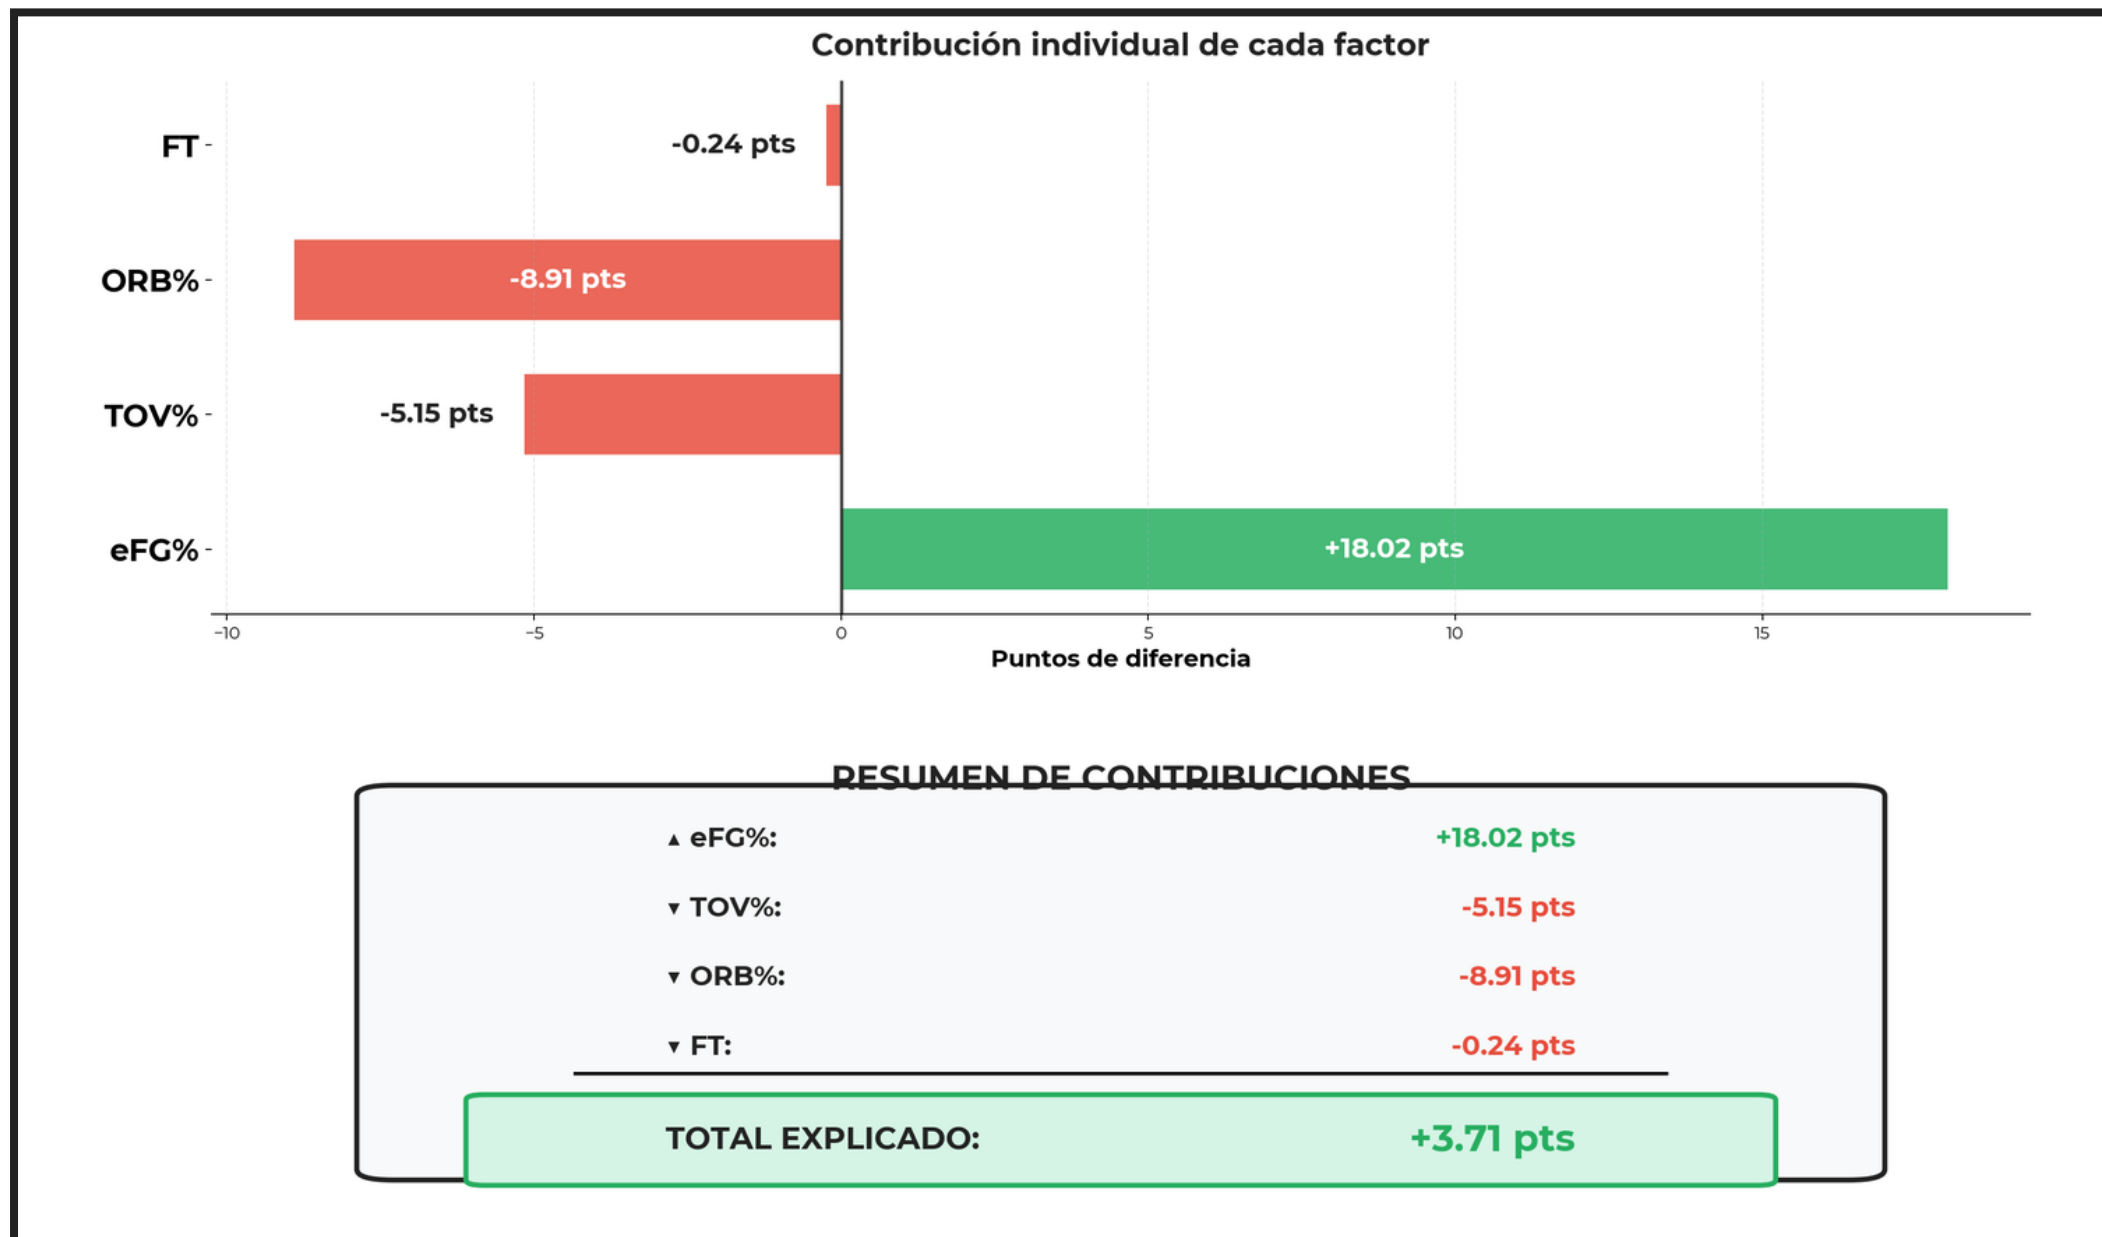 Contribución individual de cada factor
FT
-0.24 pts
ORB%
-8.91 pts
TOV%
-5.15 pts
eFG%
+18.02 pts
−10 −5 0 5 10 15
Puntos de diferencia
RESUMEN DE CONTRIBUCIONES
▲ eFG%: +18.02 pts
▼ TOV%: -5.15 pts
▼ ORB%: -8.91 pts
▼ FT: -0.24 pts
TOTAL EXPLICADO: +3.71 pts